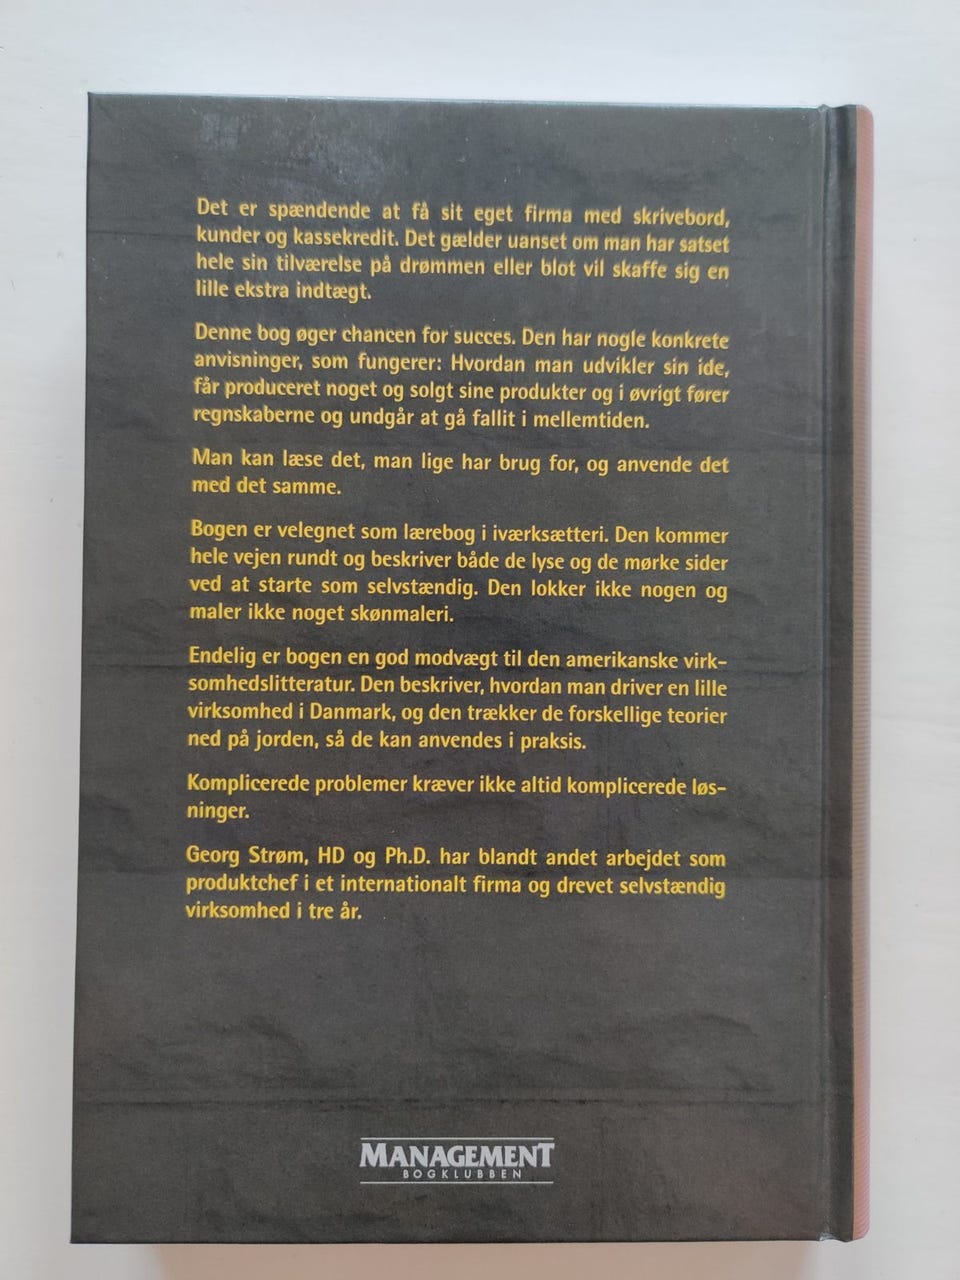 Det er spændende at få sit eget firma med skrivebord,
kunder og kassekredit. Det gælder uanset om man har satset
hele sin tilværelse på drømmen eller blot vil skaffe sig en
lille ekstra indtægt.
Denne bog øger chancen for succes. Den har nogle konkrete
anvisninger, som fungerer: Hvordan man udvikler sin ide,
får produceret noget og solgt sine produkter og i øvrigt fører
regnskaberne og undgår at gå fallit i mellemtiden.
Man kan læse det, man lige har brug for, og anvende det
med det samme.
Bogen er velegnet som lærebog i iværksætteri. Den kommer
hele vejen rundt og beskriver både de lyse og de mørke sider
ved at starte som selvstændig. Den lokker ikke nogen og
maler ikke noget skønmaleri.
Endelig er bogen en god modvægt til den amerikanske virk-
somhedslitteratur. Den beskriver, hvordan man driver en lille
virksomhed i Danmark, og den trækker de forskellige teorier
ned på jorden, så de kan anvendes i praksis.
Komplicerede problemer kræver ikke altid komplicerede løs-
ninger.
Georg Strøm, HD og Ph.D. har blandt andet arbejdet som
produktchef i et internationalt firma og drevet selvstændig
virksomhed i tre år.
MANAGEMENT
BOGKLUBBEN